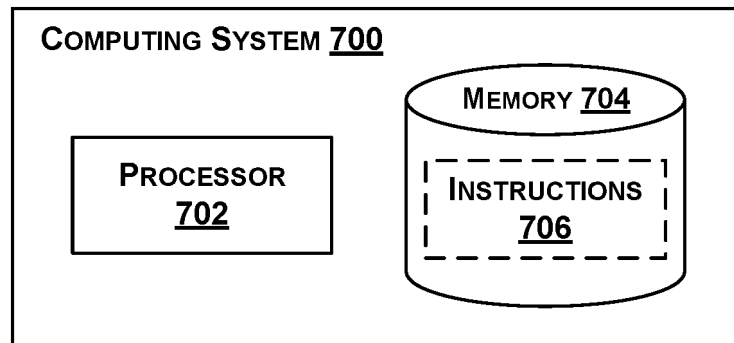 COMPUTING SYSTEM 700
MEMORY 704
PROCESSOR
702
INSTRUCTIONS
706